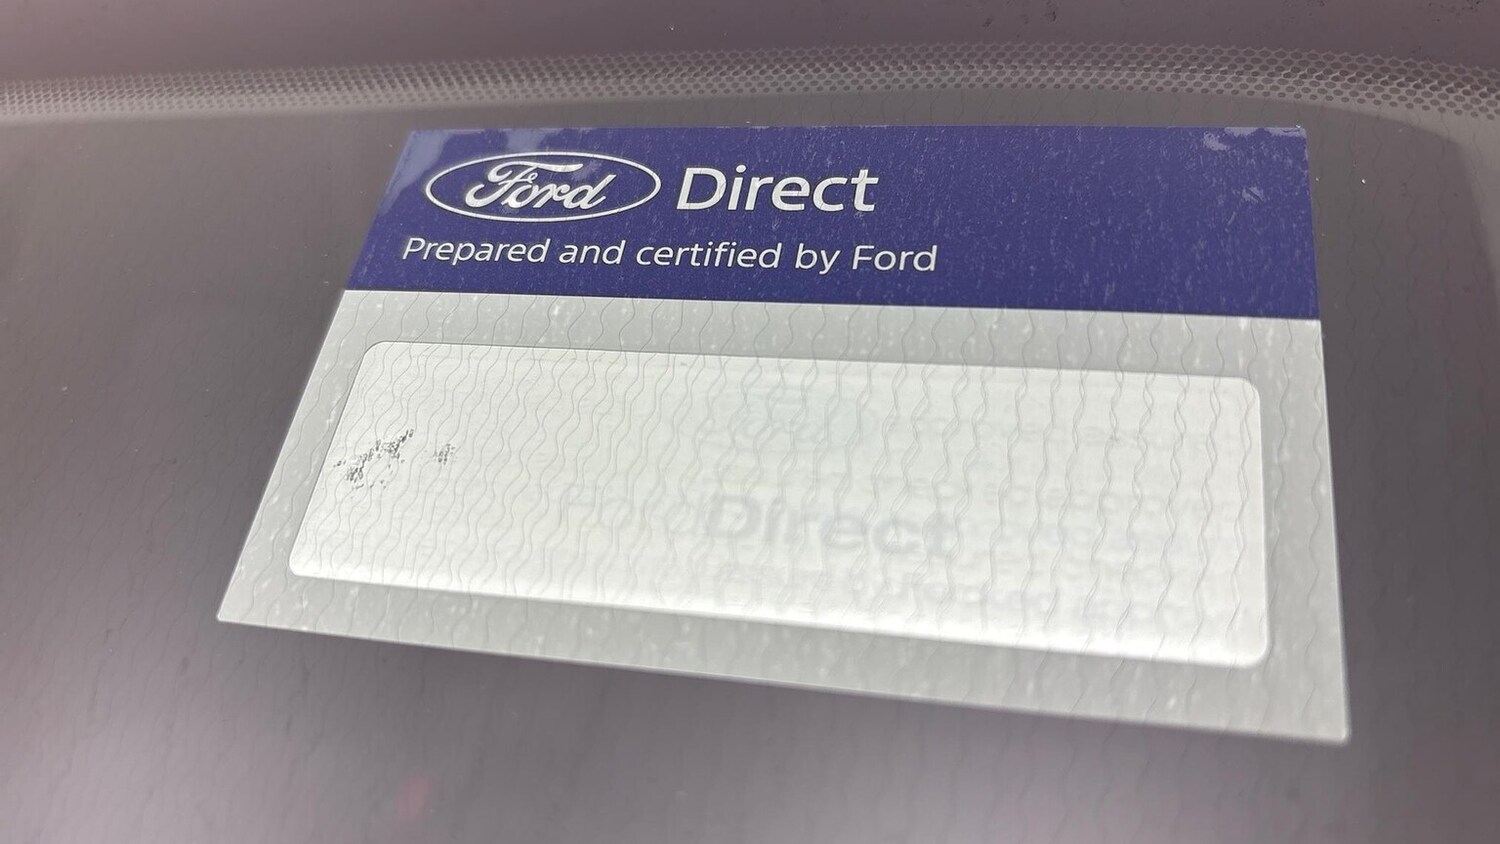 Ford Direct
Prepared and certified by Ford
Direct